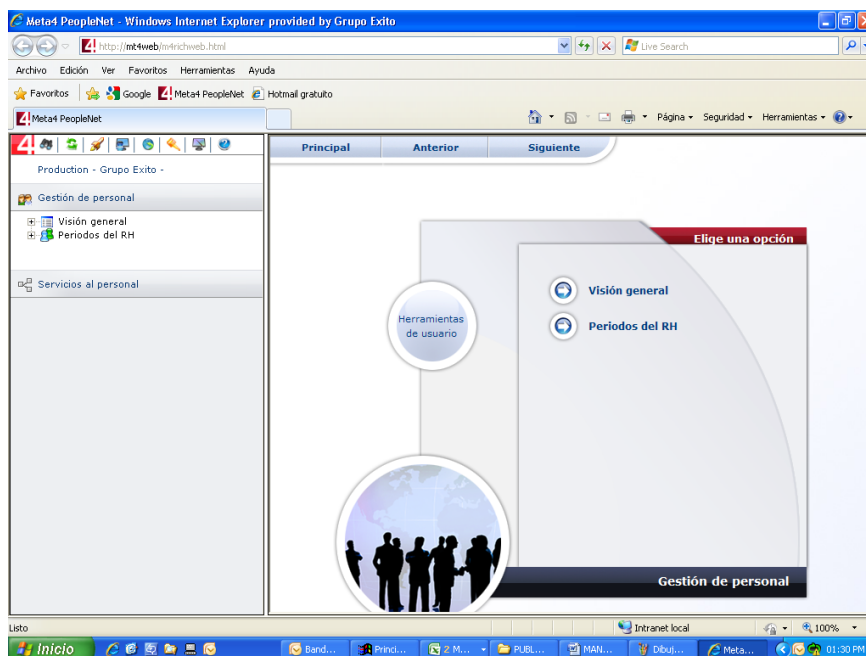 Meta4 PeopleNet - Windows Internet Explorer provided by Grupo Exito
http://mt4web/m4richweb.html
Live Search
Archivo Edición Ver Favoritos Herramientas Ayuda
Favoritos Google Meta4 PeopleNet Hotmail gratuito
Meta4 PeopleNet
Página Seguridad Herramientas
Principal Anterior Siguiente
Production - Grupo Exito -
Gestión de personal
Visión general
Periodos del RH
Servicios al personal
Elige una opción
Visión general
Periodos del RH
Herramientas
de usuario
Gestión de personal
Listo
Intranet local
100%
Inicio
Band...
Princi...
2 M...
PUBL...
MAN...
Dibuj...
Meta...
01:30 PM